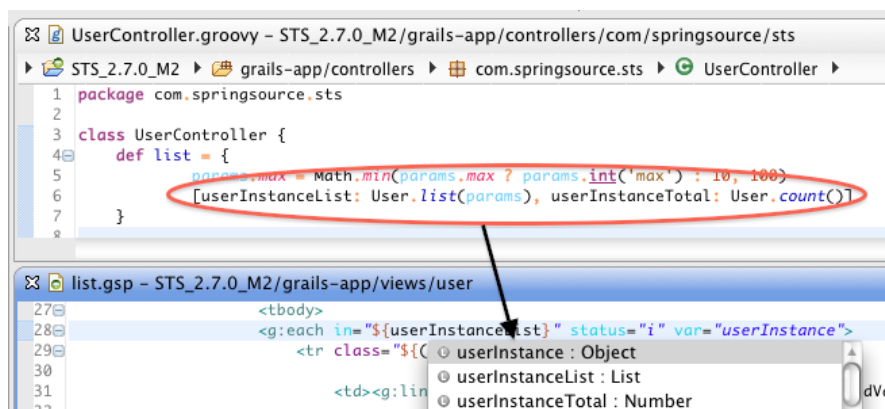 UserController.groovy – STS_2.7.0_M2/grails-app/controllers/com/springsource/sts
STS_2.7.0_M2 grails-app/controllers com.springsource.sts UserController
1 package com.springsource.sts
2
3 class UserController {
4 def list = {
5 params.max = Math.min(params.max ? params.int('max') : 10, 100)
6 [userInstanceList: User.list(params), userInstanceTotal: User.count()]
7 }
8
list.gsp – STS_2.7.0_M2/grails-app/views/user
27 <tbody>
28 <g:each in="${userInstanceList}" status="i" var="userInstance">
29 <tr class="${(
userInstance : Object
30
userInstanceList : List
31 <td><g:lin
userInstanceTotal : Number